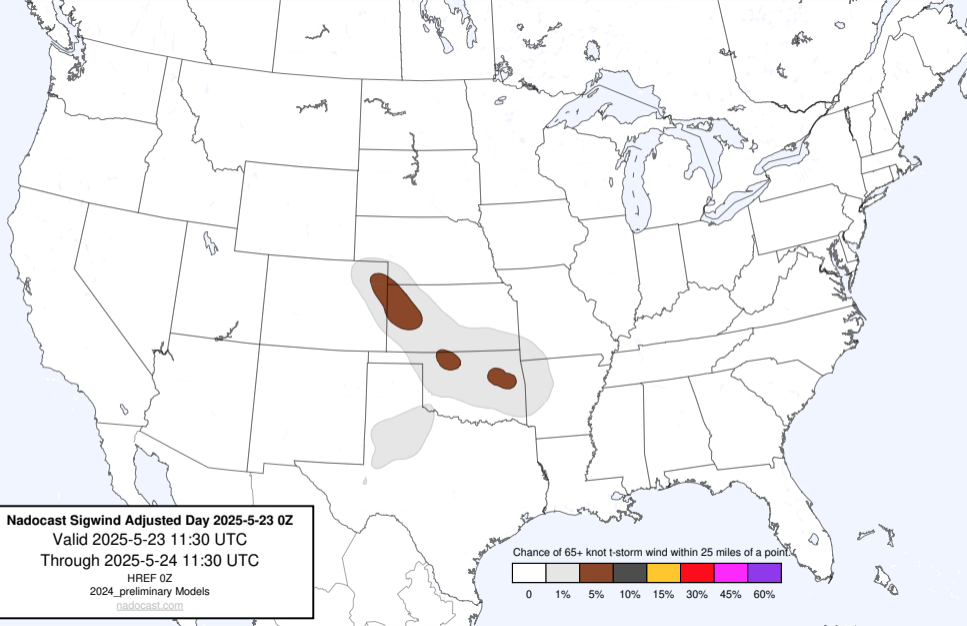 Nadocast Sigwind Adjusted Day 2025-5-23 0Z
Valid 2025-5-23 11:30 UTC
Through 2025-5-24 11:30 UTC
HREF 0Z
2024_preliminary Models
nadocast.com
Chance of 65+ knot t-storm wind within 25 miles of a point.
0 1% 5% 10% 15% 30% 45% 60%